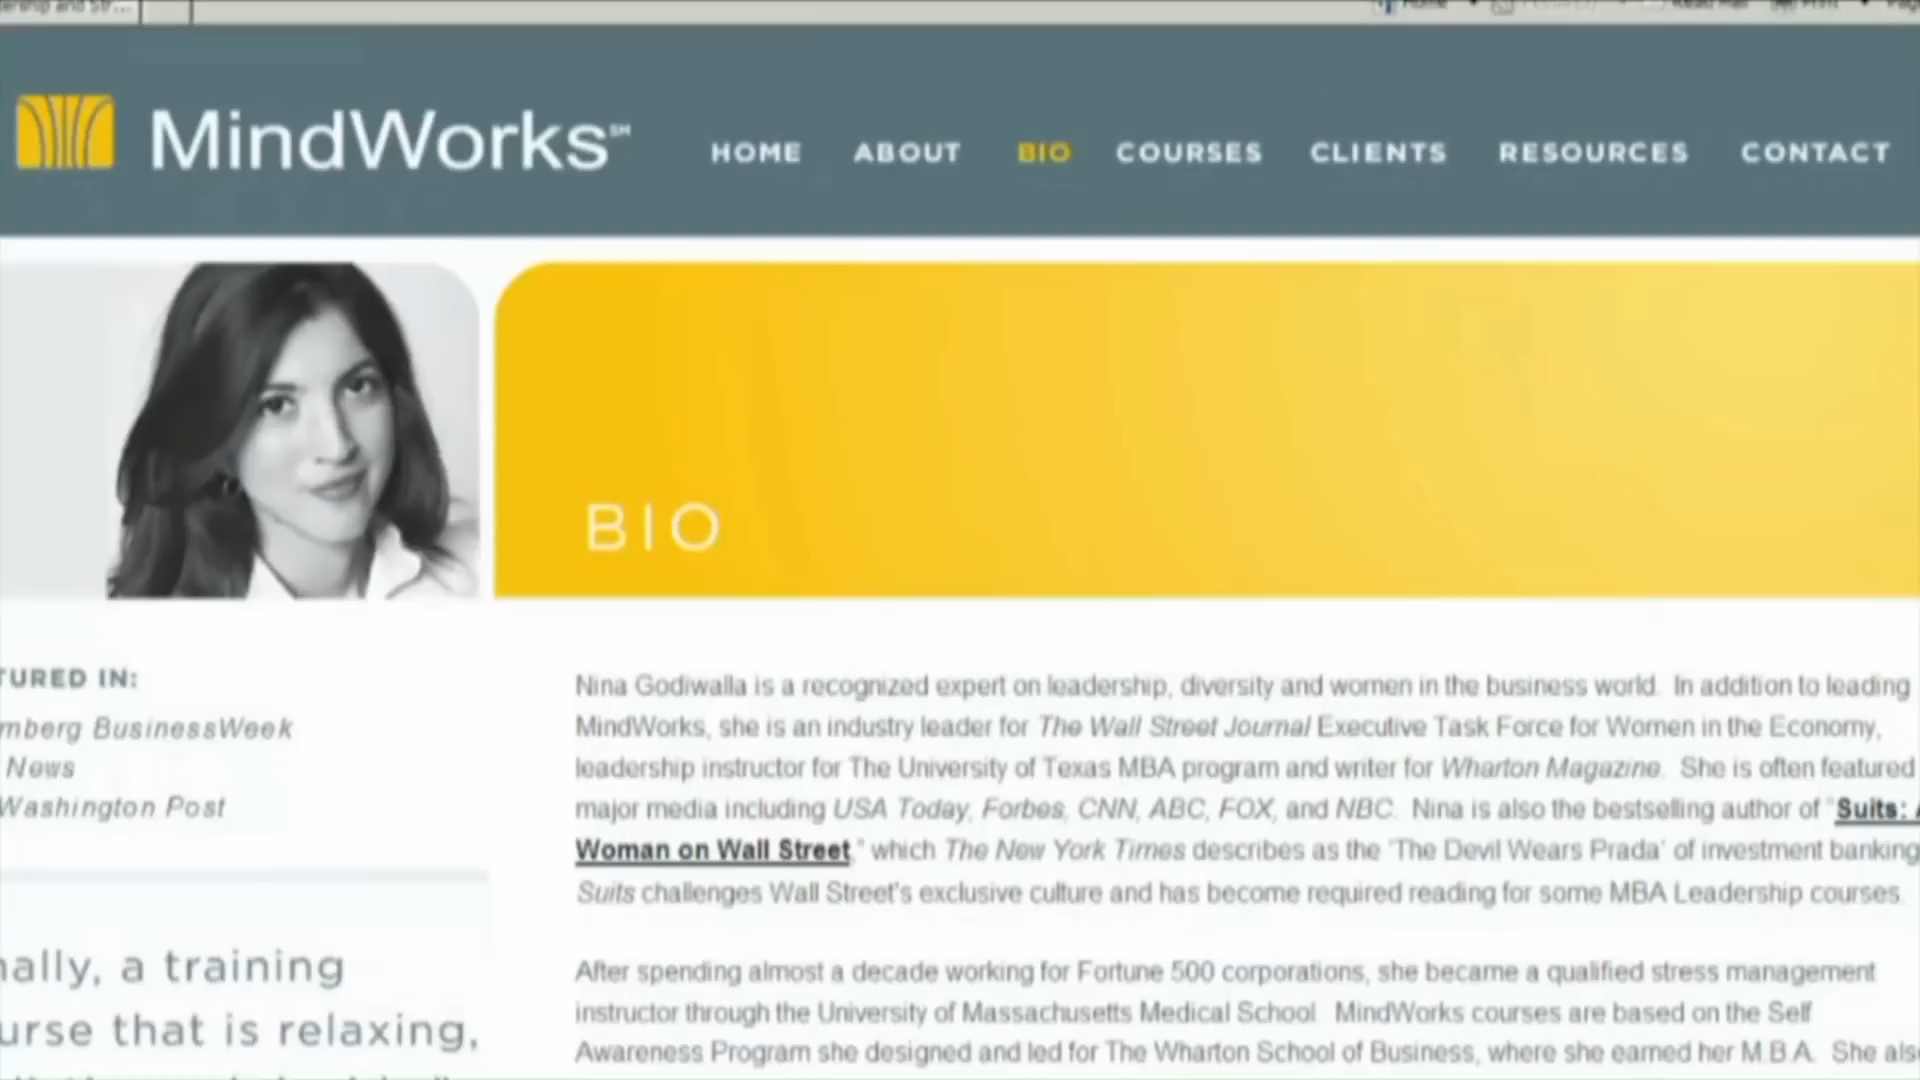 MindWorks℠
HOME ABOUT BIO COURSES CLIENTS RESOURCES CONTACT
BIO
TURED IN:
mberg BusinessWeek
News
Washington Post
ally, a training
urse that is relaxing,
Nina Godiwalla is a recognized expert on leadership, diversity and women in the business world. In addition to leading
MindWorks, she is an industry leader for The Wall Street Journal Executive Task Force for Women in the Economy,
leadership instructor for The University of Texas MBA program and writer for Wharton Magazine. She is often featured
major media including USA Today, Forbes, CNN, ABC, FOX, and NBC. Nina is also the bestselling author of "Suits: A
Woman on Wall Street," which The New York Times describes as the 'The Devil Wears Prada' of investment banking
Suits challenges Wall Street's exclusive culture and has become required reading for some MBA Leadership courses.
After spending almost a decade working for Fortune 500 corporations, she became a qualified stress management
instructor through the University of Massachusetts Medical School. MindWorks courses are based on the Self
Awareness Program she designed and led for The Wharton School of Business, where she earned her M.B.A. She als